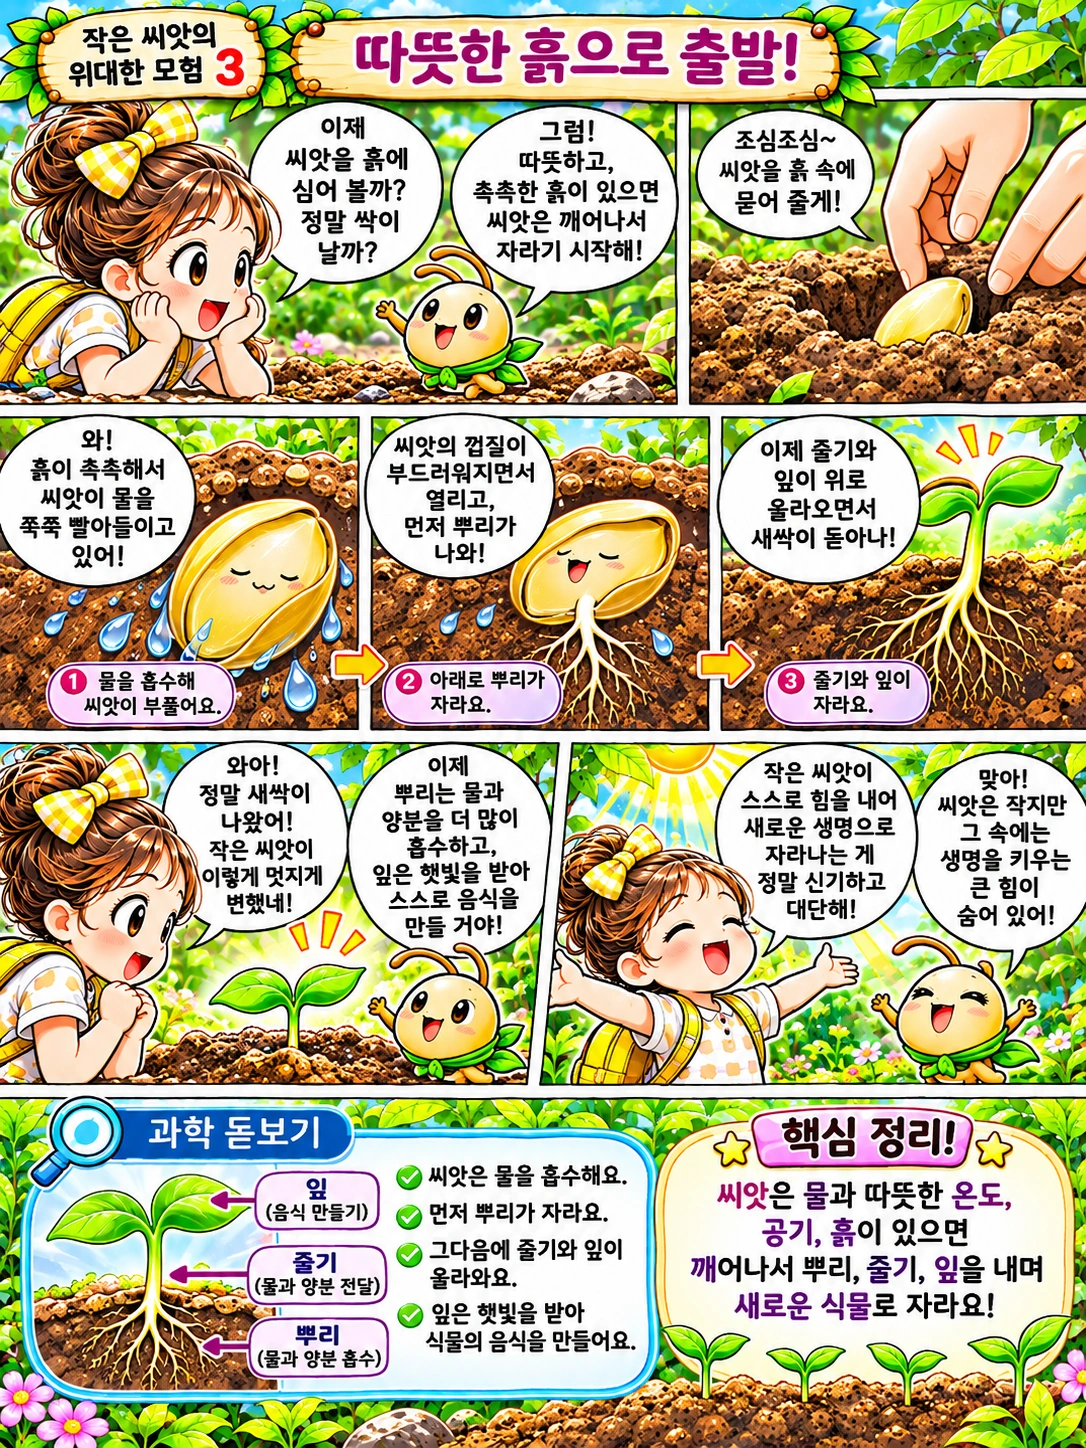 작은 씨앗의
위대한 모험 3
따뜻한 흙으로 출발!
이제
씨앗을 흙에
심어 볼까?
정말 싹이
날까?
그럼!
따뜻하고,
촉촉한 흙이 있으면
씨앗은 깨어나서
자라기 시작해!
조심조심~
씨앗을 흙 속에
묻어 줄게!
와!
흙이 촉촉해서
씨앗이 물을
쭉쭉 빨아들이고
있어!
1 물을 흡수해
씨앗이 부풀어요.
씨앗의 껍질이
부드러워지면서
열리고,
먼저 뿌리가
나와!
2 아래로 뿌리가
자라요.
이제 줄기와
잎이 위로
올라오면서
새싹이 돋아나!
3 줄기와 잎이
자라요.
와아!
정말 새싹이
나왔어!
작은 씨앗이
이렇게 멋지게
변했네!
이제
뿌리는 물과
양분을 더 많이
흡수하고,
잎은 햇빛을 받아
스스로 음식을
만들 거야!
작은 씨앗이
스스로 힘을 내어
새로운 생명으로
자라나는 게
정말 신기하고
대단해!
맞아!
씨앗은 작지만
그 속에는
생명을 키우는
큰 힘이
숨어 있어!
과학 돋보기
잎
(음식 만들기)
줄기
(물과 양분 전달)
뿌리
(물과 양분 흡수)
씨앗은 물을 흡수해요.
먼저 뿌리가 자라요.
그다음에 줄기와 잎이
올라와요.
잎은 햇빛을 받아
식물의 음식을 만들어요.
핵심 정리!
씨앗은 물과 따뜻한 온도,
공기, 흙이 있으면
깨어나서 뿌리, 줄기, 잎을 내며
새로운 식물로 자라요!